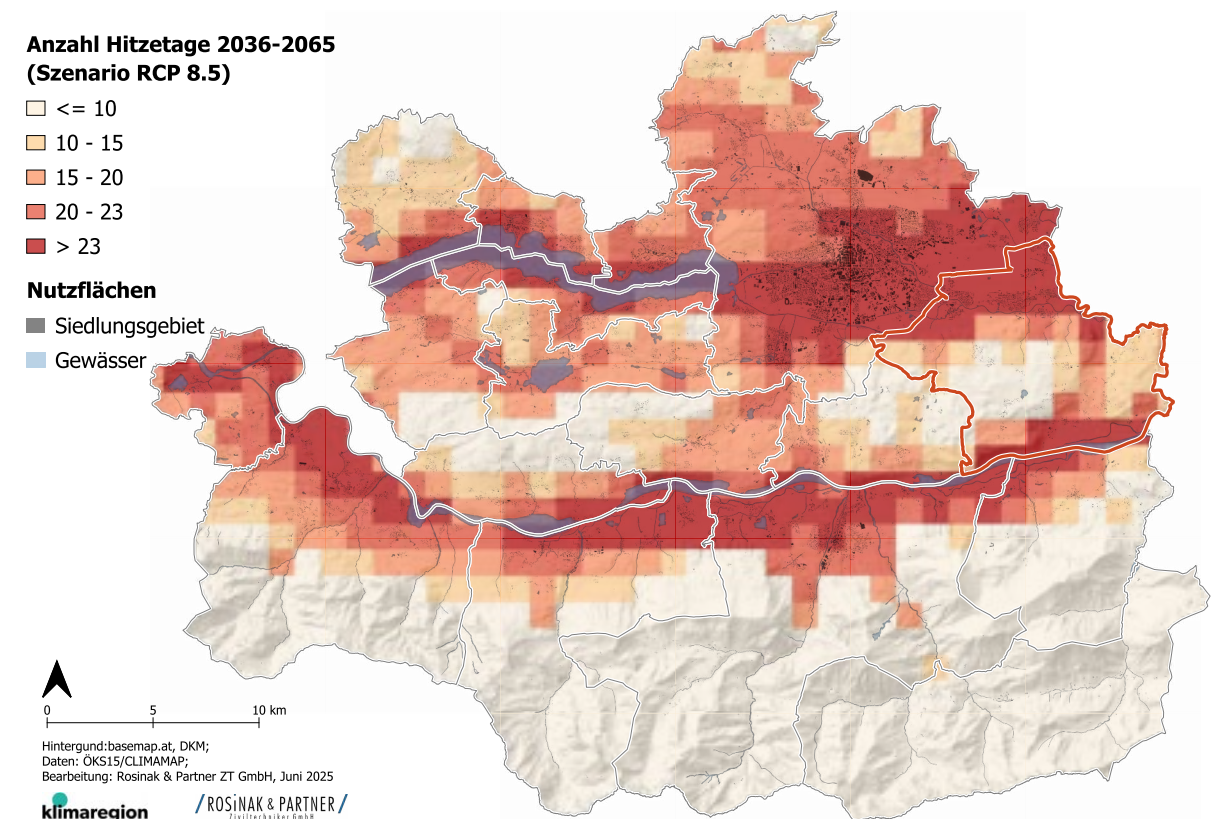 Anzahl Hitzetage 2036-2065
(Szenario RCP 8.5)
<= 10
10 - 15
15 - 20
20 - 23
> 23
Nutzflächen
Siedlungsgebiet
Gewässer
0 5 10 km
Hintergund:basemap.at, DKM;
Daten: ÖKS15/CLIMAMAP;
Bearbeitung: Rosinak & Partner ZT GmbH, Juni 2025
klimaregion
/ROSiNAK & PARTNER/
Ziviltechniker GmbH